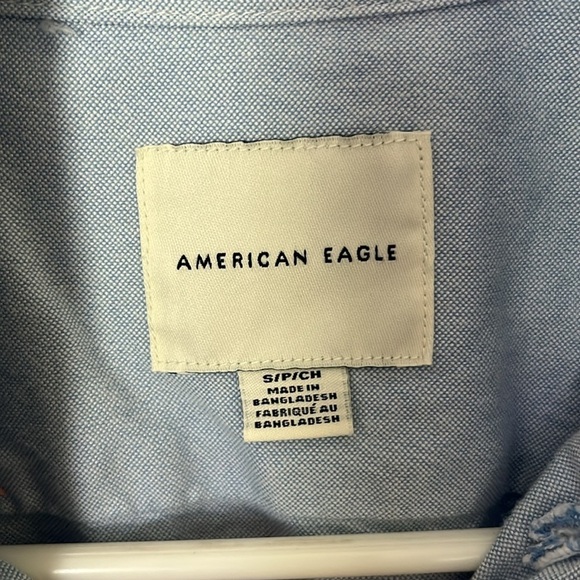 AMERICAN EAGLE
S/P/CH
MADE IN
BANGLADESH
FABRIQUÉ AU
BANGLADESH